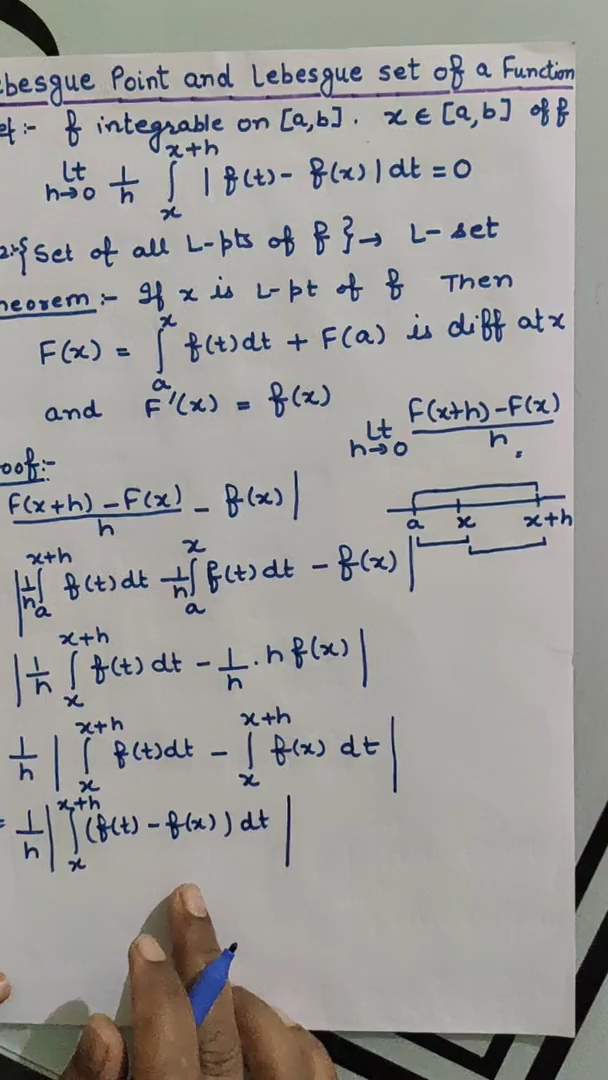 ebesgue Point and Lebesgue set of a Function
ef :- f integrable on [a,b]. x ∈ [a,b] of f
Lt h→0 1/h ∫_x^{x+h} | f(t) - f(x) | dt = 0
{Set of all L-pts of f } → L-set
heorem :- If x is L-pt of f Then
F(x) = ∫_a^x f(t) dt + F(a) is diff at x
and F'(x) = f(x)
Lt h→0 F(x+h) - F(x) / h .
oof :-
F(x+h) - F(x) / h - f(x) |
a x x+h
| 1/h ∫_a^{x+h} f(t) dt - 1/h ∫_a^x f(t) dt - f(x) |
| 1/h ∫_x^{x+h} f(t) dt - 1/h . h f(x) |
1/h | ∫_x^{x+h} f(t) dt - ∫_x^{x+h} f(x) dt |
= 1/h | ∫_x^{x+h} (f(t) - f(x)) dt |